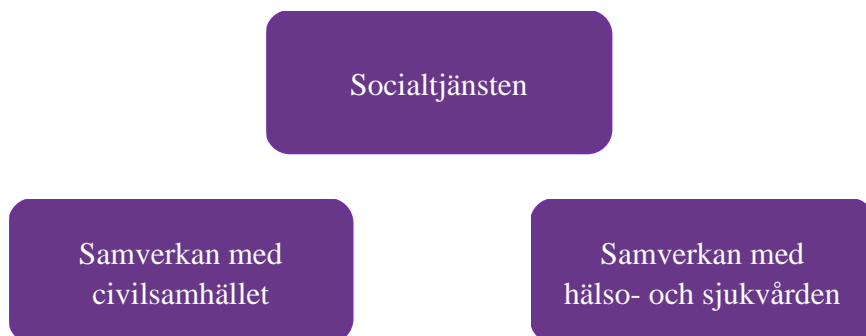 Socialtjänsten
Samverkan med
civilsamhället
Samverkan med
hälso- och sjukvården